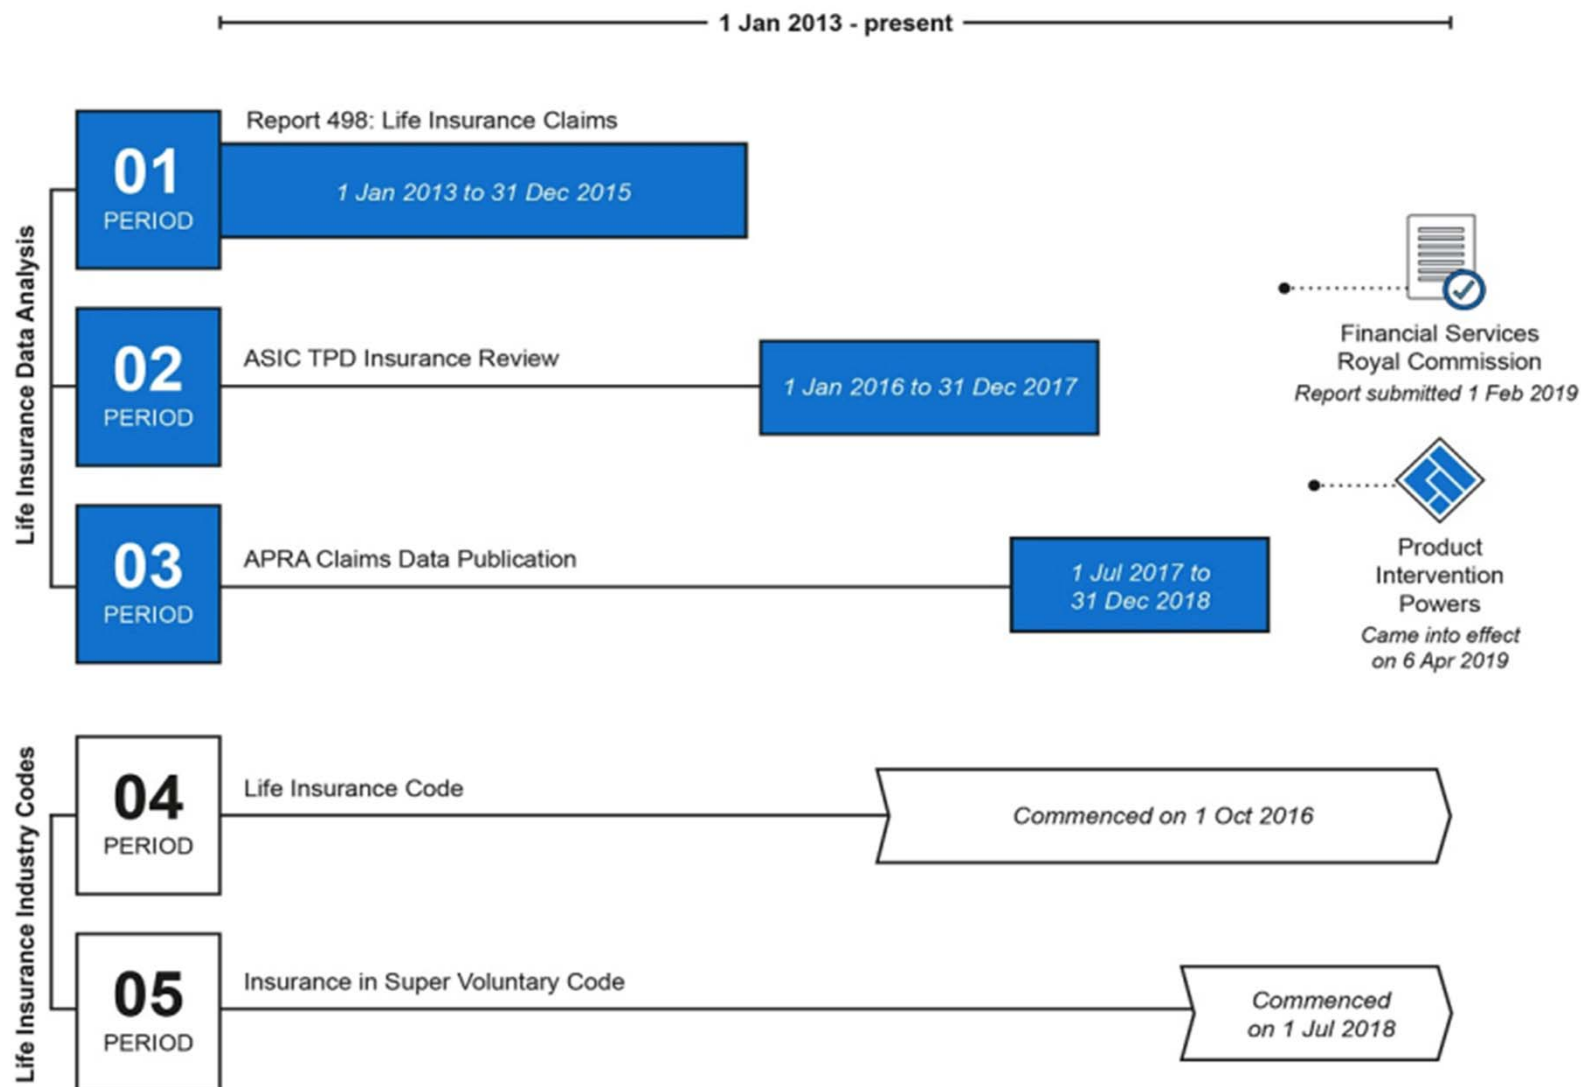 1 Jan 2013 - present
Life Insurance Data Analysis
01
PERIOD
Report 498: Life Insurance Claims
1 Jan 2013 to 31 Dec 2015
02
PERIOD
ASIC TPD Insurance Review
1 Jan 2016 to 31 Dec 2017
03
PERIOD
APRA Claims Data Publication
1 Jul 2017 to
31 Dec 2018
Financial Services
Royal Commission
Report submitted 1 Feb 2019
Product
Intervention
Powers
Came into effect
on 6 Apr 2019
Life Insurance Industry Codes
04
PERIOD
Life Insurance Code
Commenced on 1 Oct 2016
05
PERIOD
Insurance in Super Voluntary Code
Commenced
on 1 Jul 2018